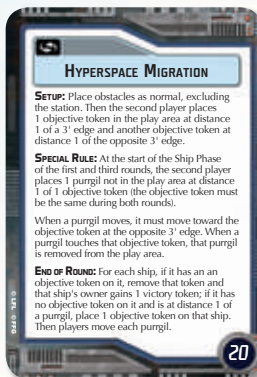 HYPERSPACE MIGRATION
SETUP: Place obstacles as normal, excluding
the station. Then the second player places
1 objective token in the play area at distance
1 of a 3' edge and another objective token at
distance 1 of the opposite 3' edge.
SPECIAL RULE: At the start of the Ship Phase
of the first and third rounds, the second player
places 1 purrgil not in the play area at distance
1 of 1 objective token (the objective token must
be the same during both rounds).
When a purrgil moves, it must move toward the
objective token at the opposite 3' edge. When a
purrgil touches that objective token, that purrgil
is removed from the play area.
END OF ROUND: For each ship, if it has an an
objective token on it, remove that token and
that ship's owner gains 1 victory token; if it has
no objective token on it and is at distance 1 of
a purrgil, place 1 objective token on that ship.
Then players move each purrgil.
© LFL © FFG
20